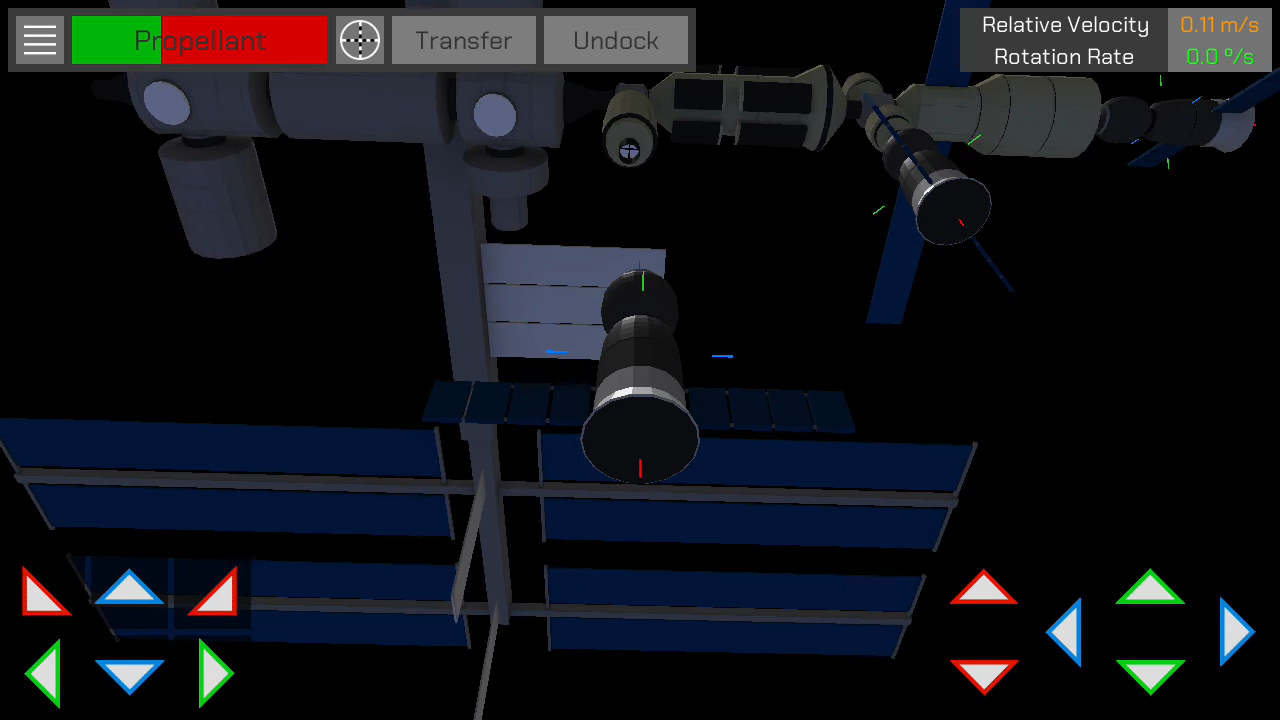 Propellant
Transfer
Undock
Relative Velocity 0.11 m/s
Rotation Rate 0.0 º/s